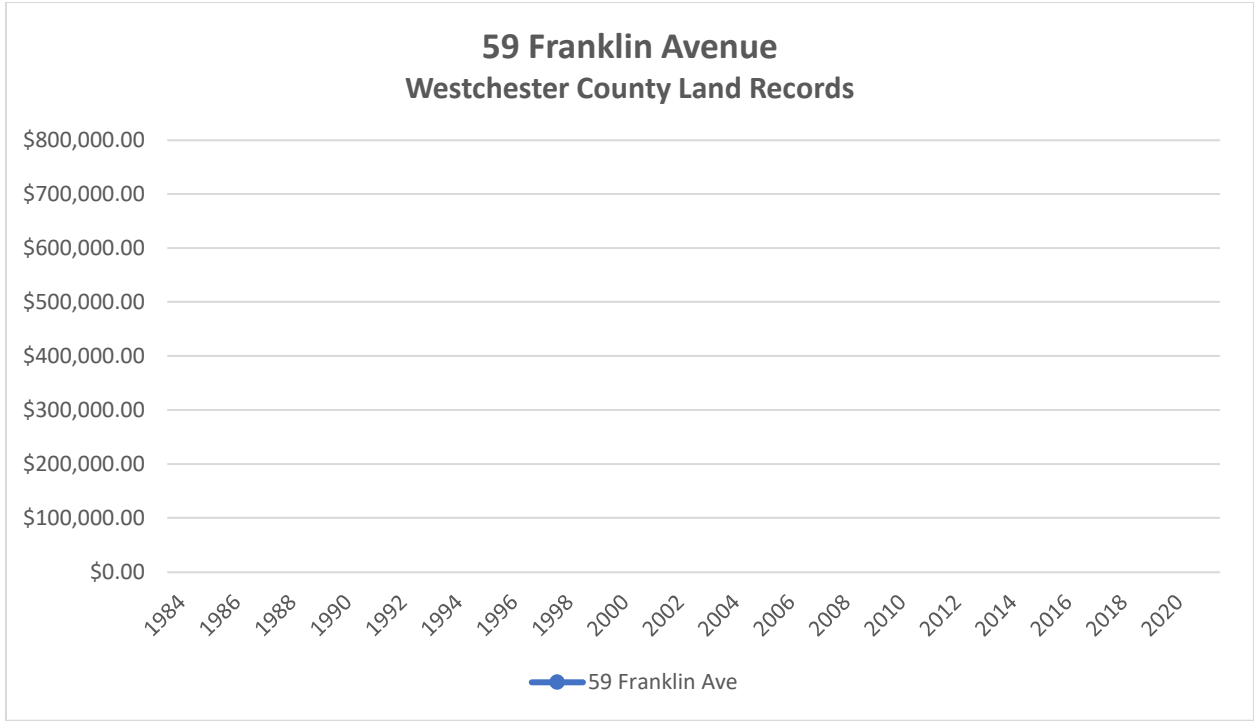 59 Franklin Avenue
Westchester County Land Records
$800,000.00
$700,000.00
$600,000.00
$500,000.00
$400,000.00
$300,000.00
$200,000.00
$100,000.00
$0.00
1984 1986 1988 1990 1992 1994 1996 1998 2000 2002 2004 2006 2008 2010 2012 2014 2016 2018 2020
59 Franklin Ave